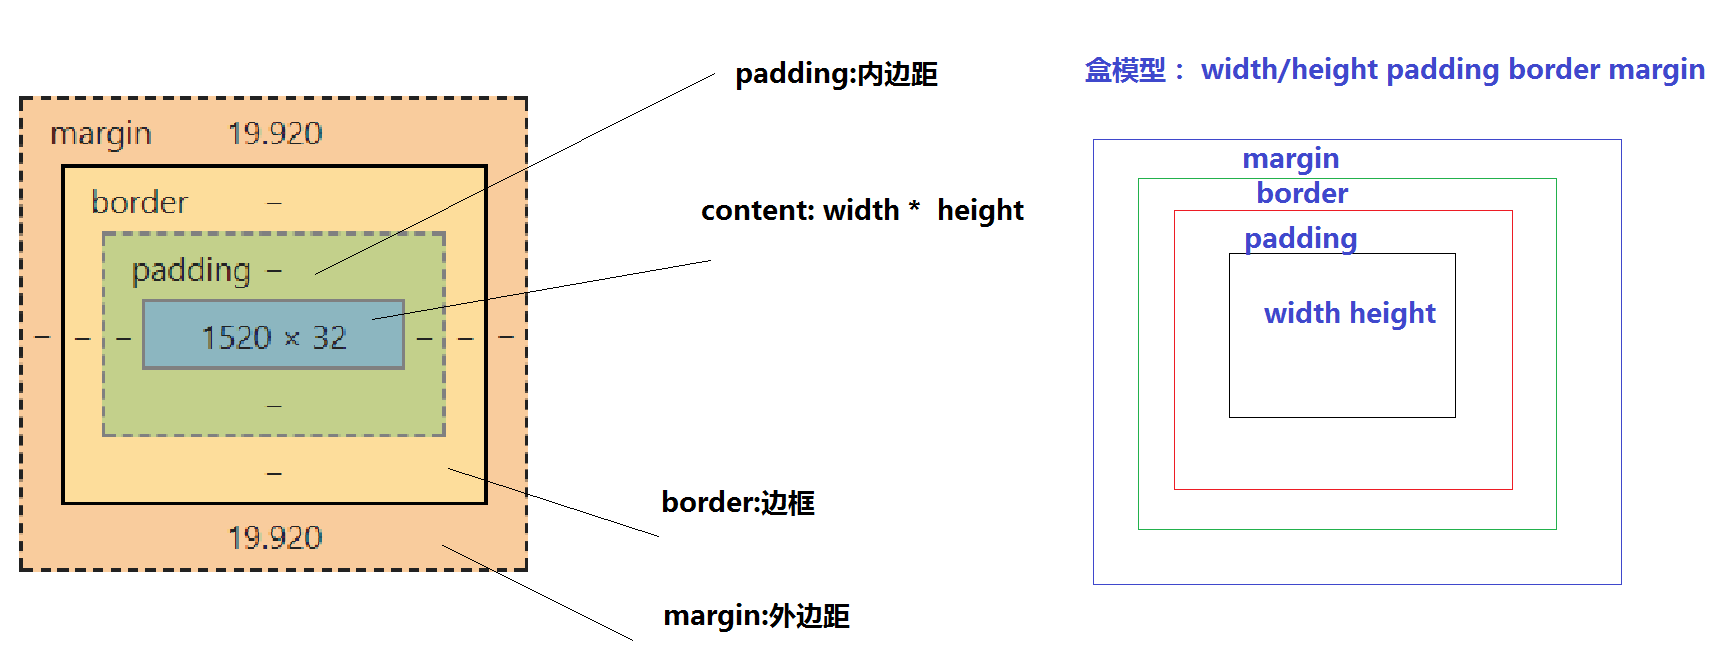 margin 19.920
border –
padding –
– – – 1520 × 32 – – –
–
–
19.920
padding:内边距
content: width * height
border:边框
margin:外边距
盒模型： width/height padding border margin
margin
border
padding
width height